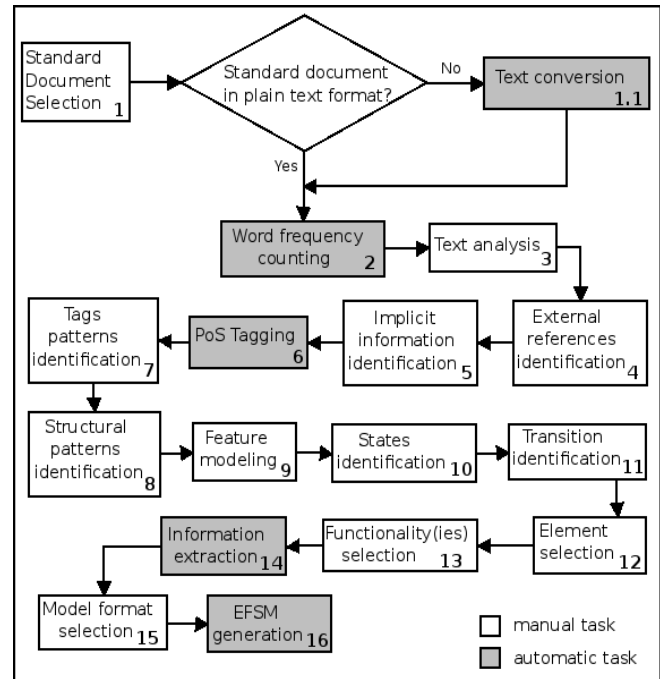 Standard
Document
Selection 1
Standard document
in plain text format?
No
Text conversion
1.1
Yes
Word frequency
counting 2
Text analysis 3
External
references
identification 4
Implicit
information
identification 5
PoS Tagging
6
Tags
patterns
identification 7
Structural
patterns
identification 8
Feature
modeling 9
States
identification 10
Transition
identification 11
Element
selection 12
Functionality(ies)
selection 13
Information
extraction 14
Model format
selection 15
EFSM
generation 16
manual task
automatic task